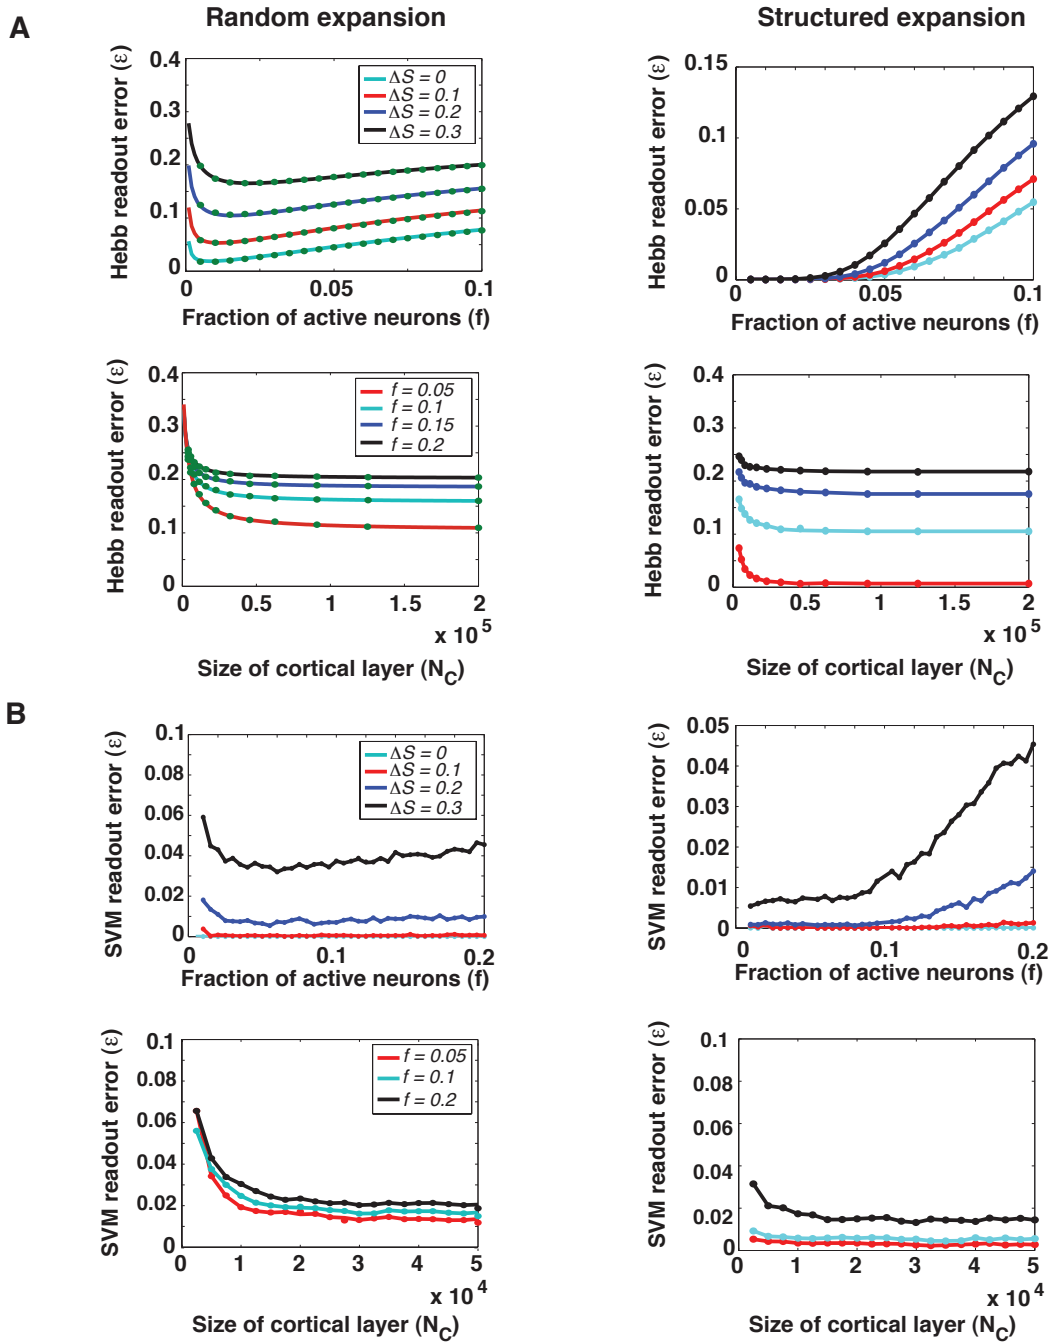 Random expansion
Structured expansion
A
Hebb readout error (ε)
0.4
0.3
0.2
0.1
0
ΔS = 0
ΔS = 0.1
ΔS = 0.2
ΔS = 0.3
0
0.05
0.1
Fraction of active neurons (f)
Hebb readout error (ε)
0.15
0.1
0.05
0
0
0.05
0.1
Fraction of active neurons (f)
Hebb readout error (ε)
0.4
0.3
0.2
0.1
0
f = 0.05
f = 0.1
f = 0.15
f = 0.2
0
0.5
1
1.5
2
x 10^5
Size of cortical layer (N_C)
Hebb readout error (ε)
0.4
0.3
0.2
0.1
0
0
0.5
1
1.5
2
x 10^5
Size of cortical layer (N_C)
B
SVM readout error (ε)
0.1
0.08
0.06
0.04
0.02
0
ΔS = 0
ΔS = 0.1
ΔS = 0.2
ΔS = 0.3
0
0.1
0.2
Fraction of active neurons (f)
SVM readout error (ε)
0.05
0.04
0.03
0.02
0.01
0
0
0.1
0.2
Fraction of active neurons (f)
SVM readout error (ε)
0.1
0.08
0.06
0.04
0.02
0
f = 0.05
f = 0.1
f = 0.2
0
1
2
3
4
5
x 10^4
Size of cortical layer (N_C)
SVM readout error (ε)
0.1
0.08
0.06
0.04
0.02
0
0
1
2
3
4
5
x 10^4
Size of cortical layer (N_C)